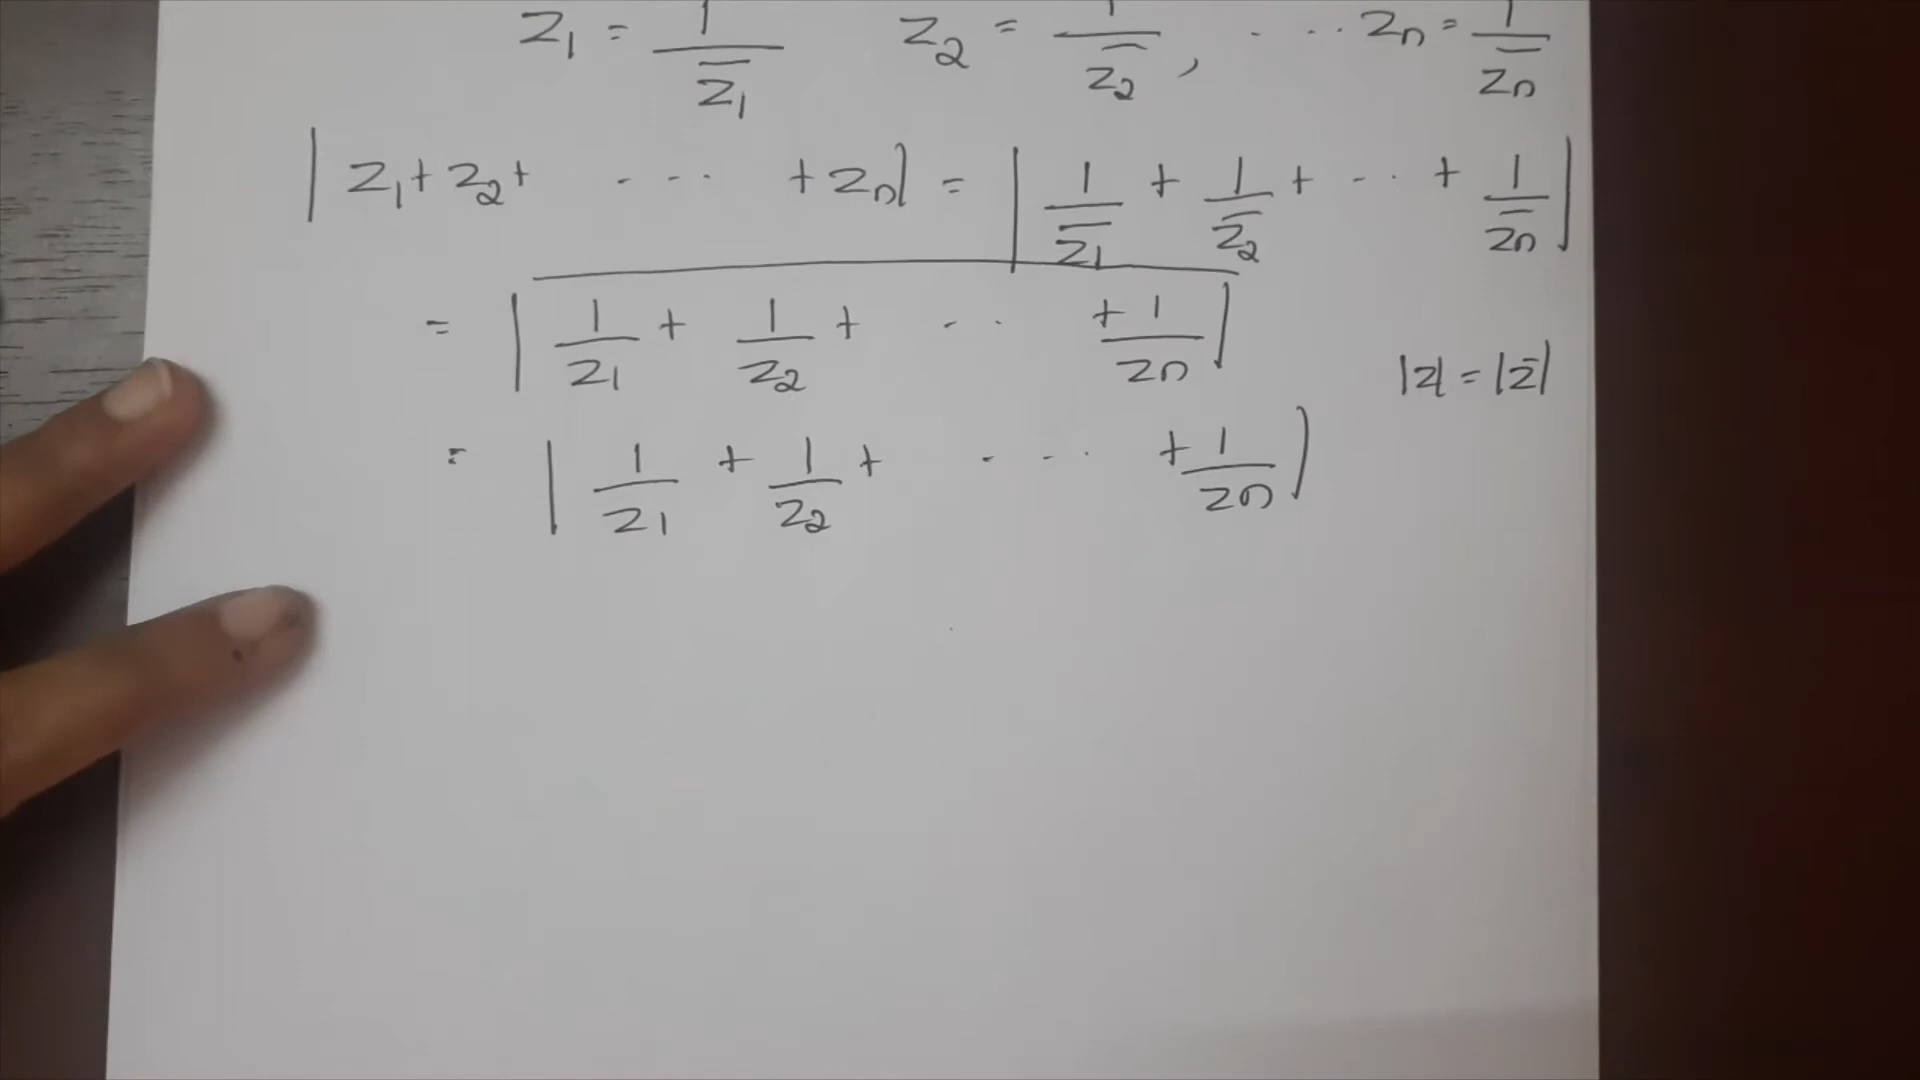 z₁ = 1/z̅₁ z₂ = 1/z̅₂, . ... zₙ = 1/z̅ₙ
|z₁ + z₂ + ... + zₙ| = |1/z̅₁ + 1/z̅₂ + ... + 1/z̅ₙ|
= |\overline{1/z₁ + 1/z₂ + .. + 1/zₙ}|
|z| = |z̅|
= |1/z₁ + 1/z₂ + ... + 1/zₙ|